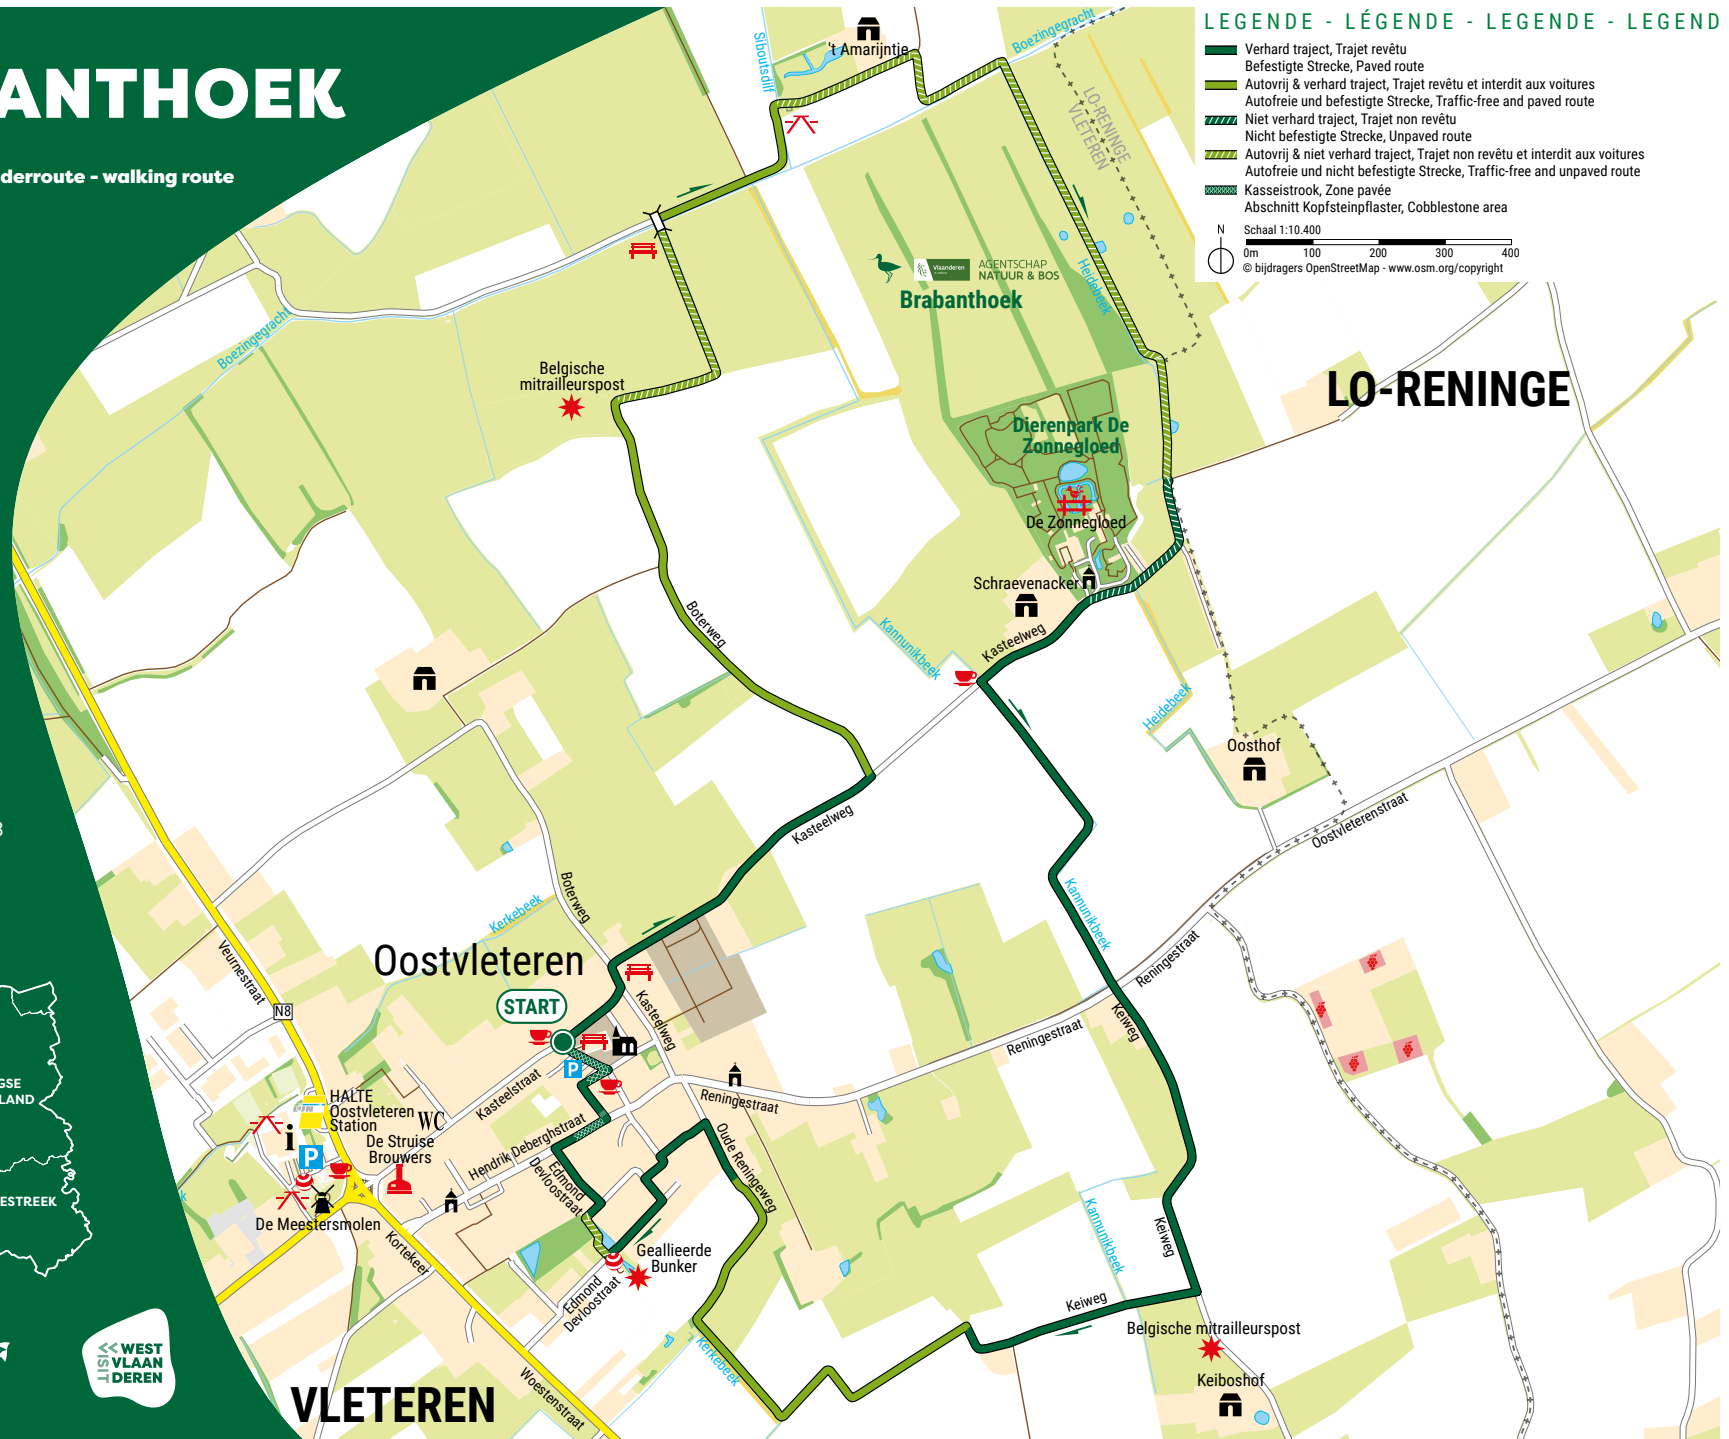 ANTHOEK
derroute - walking route
LEGENDE - LÉGENDE - LEGENDE - LEGEND
Verhard traject, Trajet revêtu
Befestigte Strecke, Paved route
Autovrij & verhard traject, Trajet revêtu et interdit aux voitures
Autofreie und befestigte Strecke, Traffic-free and paved route
Niet verhard traject, Trajet non revêtu
Nicht befestigte Strecke, Unpaved route
Autovrij & niet verhard traject, Trajet non revêtu et interdit aux voitures
Autofreie und nicht befestigte Strecke, Traffic-free and unpaved route
Kasseistrook, Zone pavée
Abschnitt Kopfsteinpflaster, Cobblestone area
N
Schaal 1:10.400
0m 100 200 300 400
© bijdragers OpenStreetMap - www.osm.org/copyright
Siboutsdilf
't Amarijntje
Boezingegracht
LO-RENINGE
VLETEREN
Heidebeek
Vlaanderen
AGENTSCHAP
NATUUR & BOS
Brabanthoek
Boezingegracht
Belgische
mitrailleurspost
LO-RENINGE
Dierenpark De
Zonnegloed
De Zonnegloed
Schraevenacker
Kasteelweg
Kannunikbeek
Boterweg
Heidebeek
Oosthof
Oostvleterenstraat
Kasteelweg
Boterweg
Kerkebeek
Kannunikbeek
Oostvleteren
START
Veurnestraat
N8
Kasteelweg
Reningestraat
Reningestraat
Keiweg
P
Kasteelstraat
Reningestraat
HALTE
Oostvleteren
Station
WC
i
P
De Struise
Brouwers
Hendrik Deberghstraat
Edmond
Devloostraat
Oude Reningeweg
De Meestersmolen
Kortekeer
Geallieerde
Bunker
Edmond
Devloostraat
Kannunikbeek
Keiweg
Keiweg
Belgische mitrailleurspost
Keiboshof
Kerkebeek
Woestenstraat
VLETEREN
GSE
LAND
ESTREEK
VISIT
WEST
VLAAN
DEREN